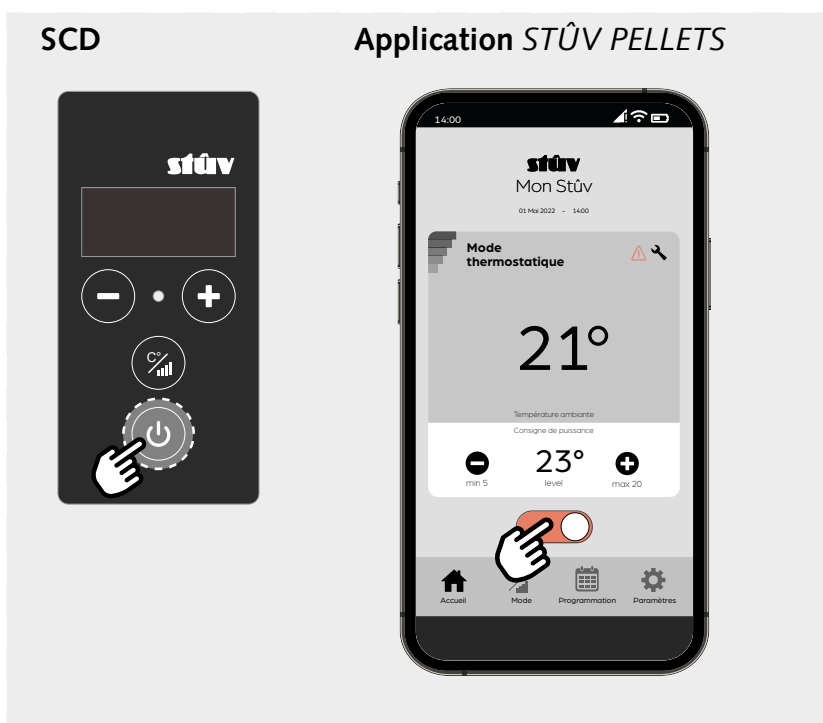 SCD
Application STÛV PELLETS
stûv
C°
14:00
stûv
Mon Stûv
01 Mai 2022 - 14:00
Mode
thermostatique
21°
Température ambiante
Consigne de puissance
23°
min 5 level max 20
Accueil Mode Programmation Paramètres